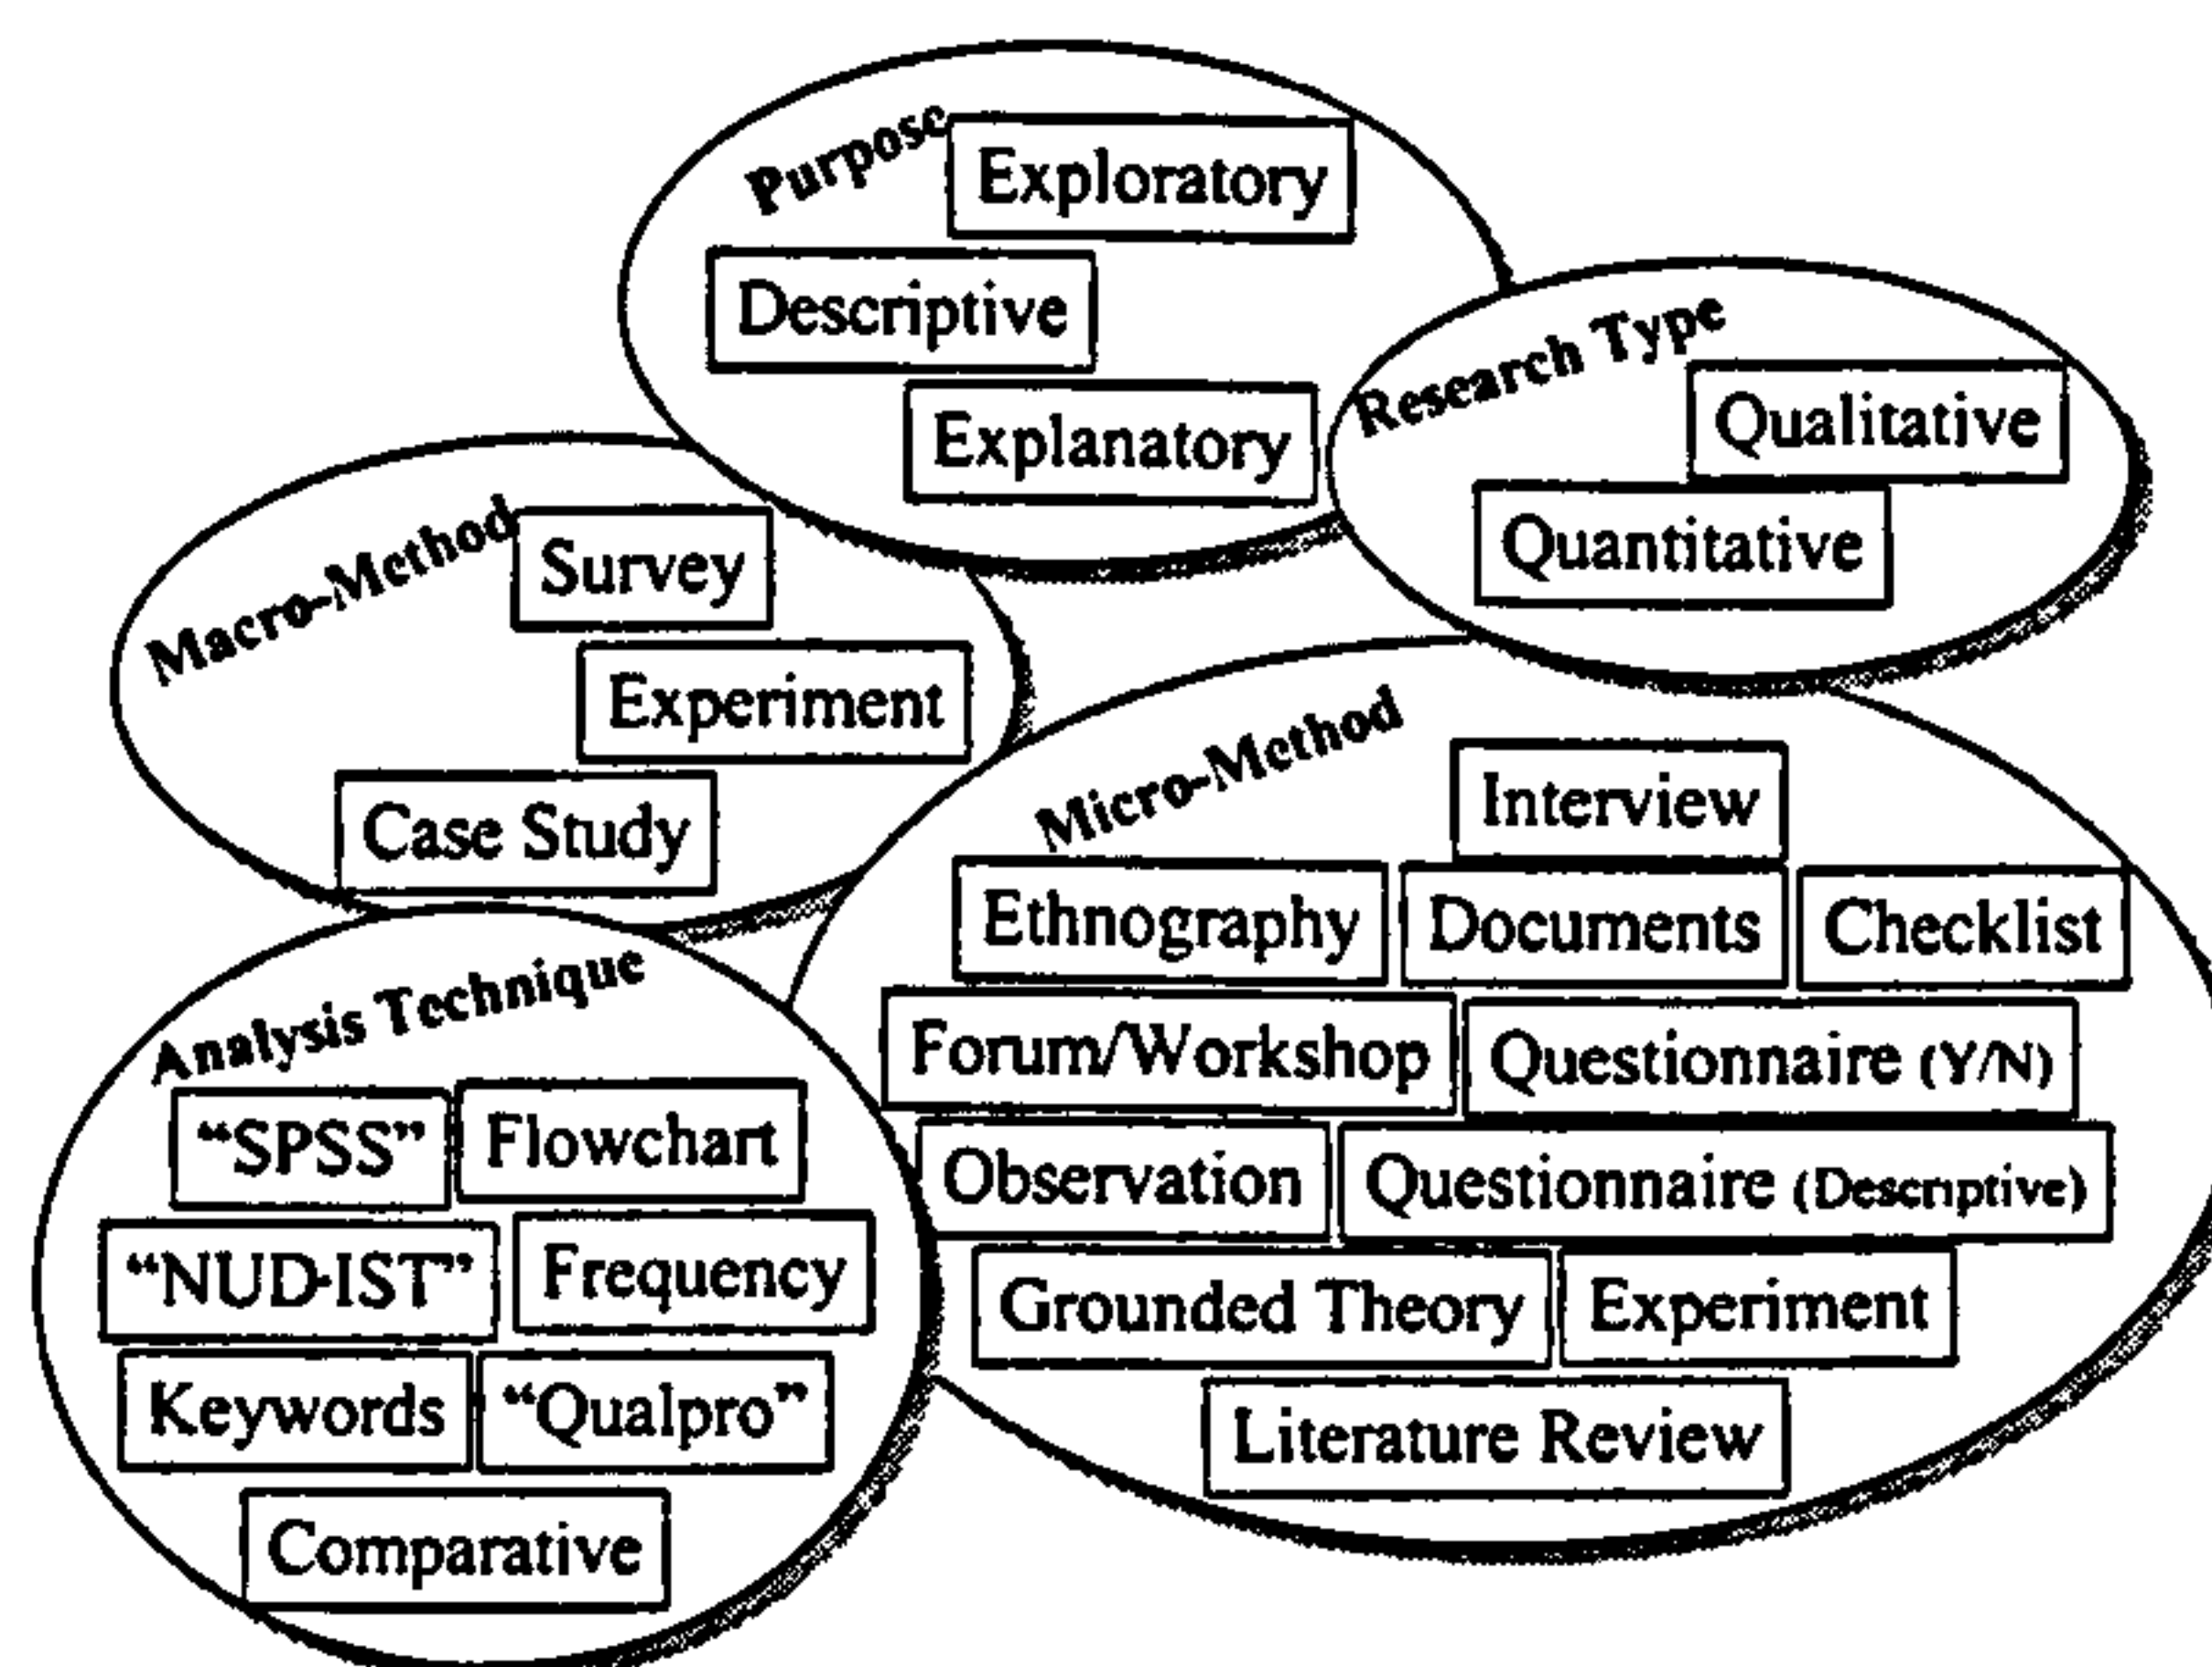 Purpose
Exploratory
Descriptive
Explanatory
Research Type
Qualitative
Quantitative
Macro-Method
Survey
Experiment
Case Study
Micro-Method
Interview
Ethnography
Documents
Checklist
Forum/Workshop
Questionnaire (Y/N)
Observation
Questionnaire (Descriptive)
Grounded Theory
Experiment
Literature Review
Analysis Technique
“SPSS”
Flowchart
“NUD-IST”
Frequency
Keywords
“Qualpro”
Comparative